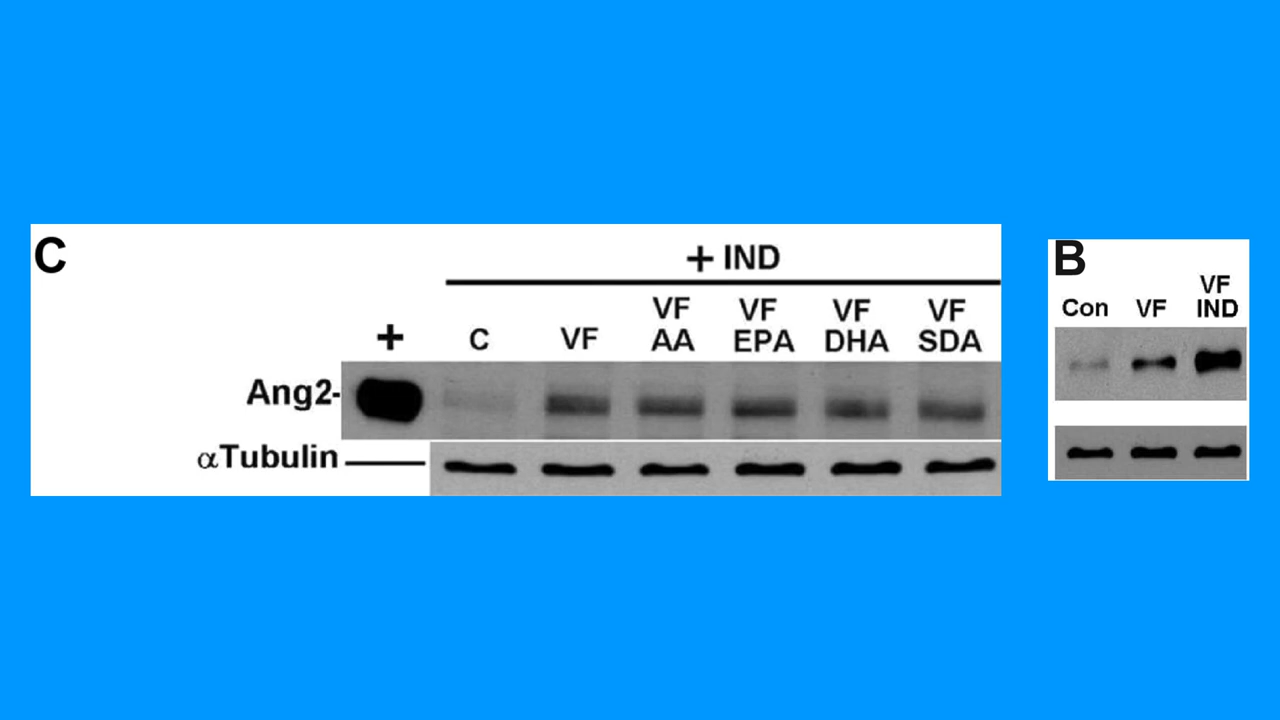 C
+ IND
+ C VF VF AA VF EPA VF DHA VF SDA
Ang2-
αTubulin
B
Con VF VF IND